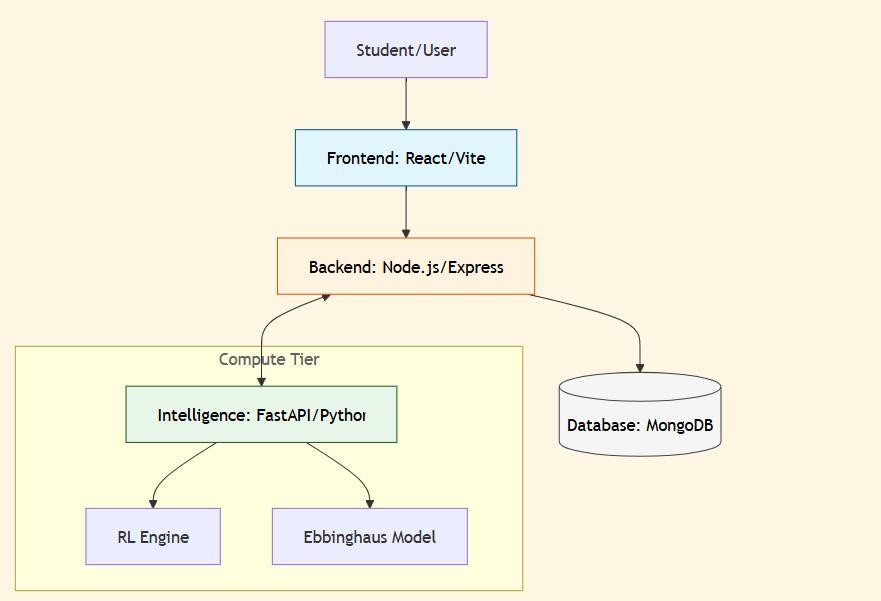 Student/User
Frontend: React/Vite
Backend: Node.js/Express
Compute Tier
Intelligence: FastAPI/Python
Database: MongoDB
RL Engine
Ebbinghaus Model